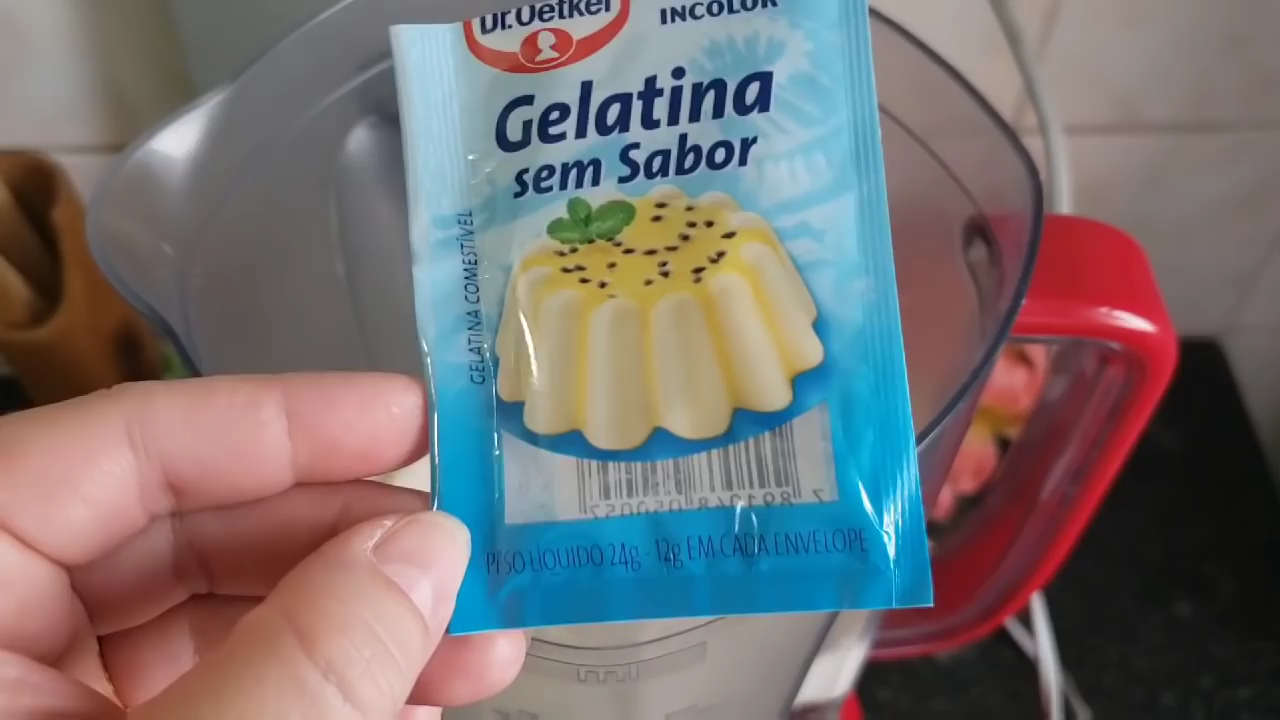 Dr.Oetker
INCOLOR
Gelatina
sem Sabor
GELATINA COMESTÍVEL
PESO LÍQUIDO 24g - 12g EM CADA ENVELOPE